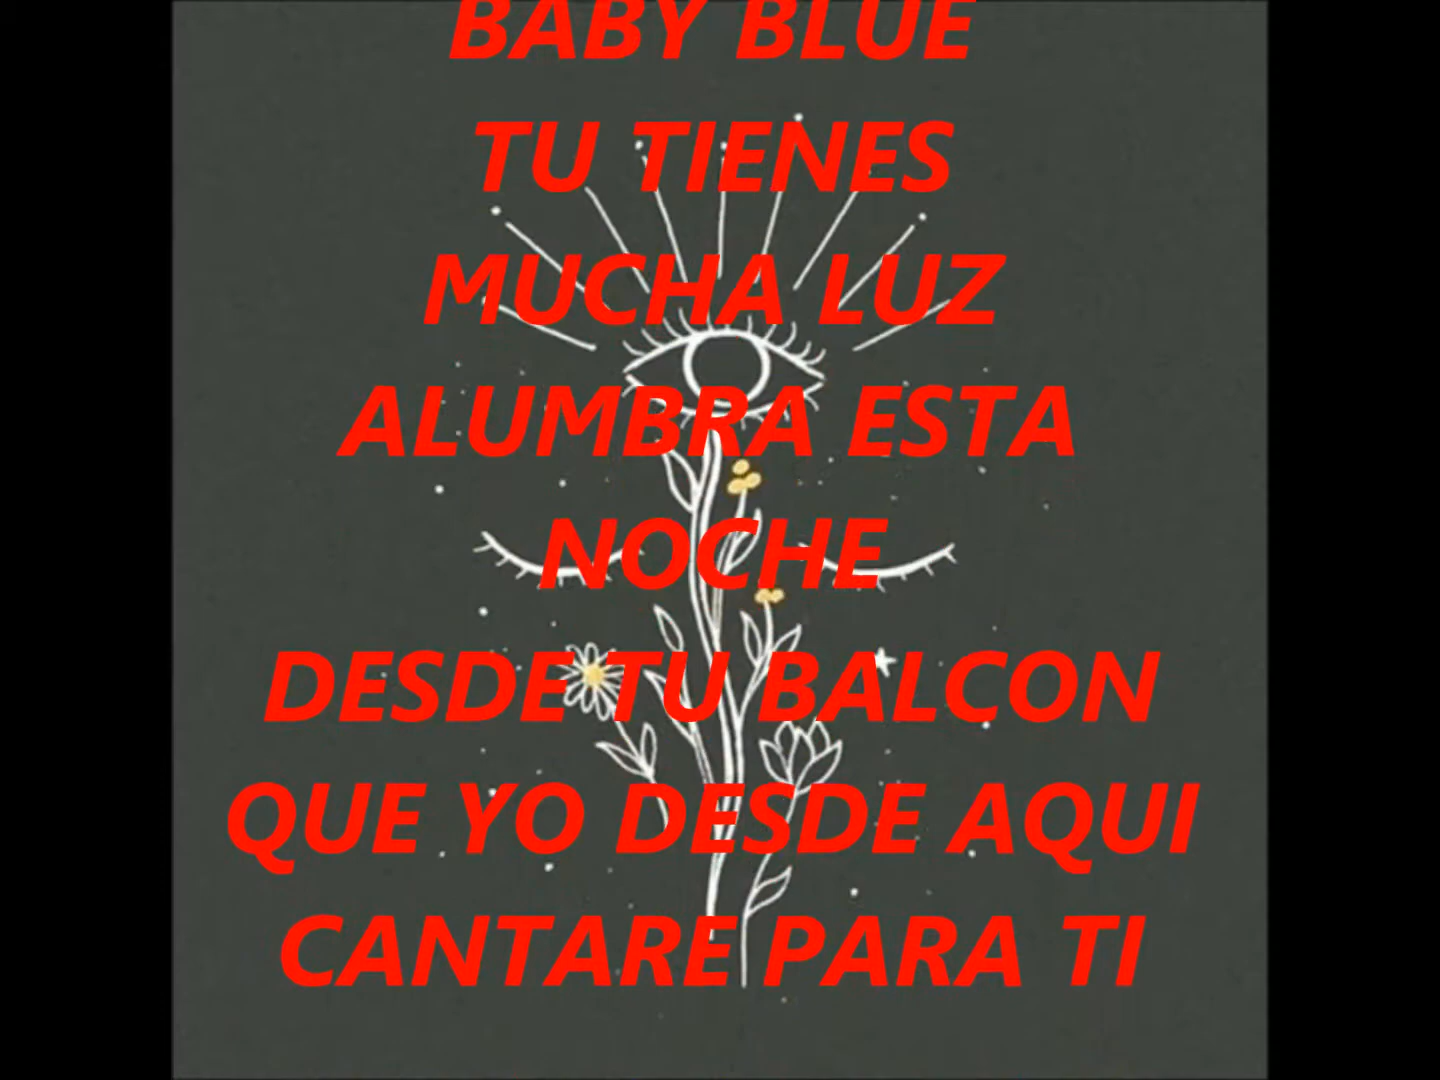 BABY BLUE
TU TIENES
MUCHA LUZ
ALUMBRA ESTA
NOCHE
DESDE TU BALCON
QUE YO DESDE AQUI
CANTARE PARA TI